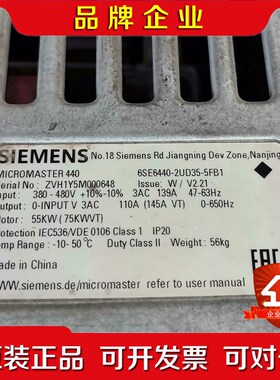 品牌企业
SIEMENS No.18 Siemens Rd Jiangning Dev Zone, Nanjing
MICROMASTER 440 6SE6440-2UD35-5FB1
Serial No : ZVH1Y5M000648 Issue : W / V2.21
Input : 380 - 480V +10%-10% 3AC 139A 47-63Hz
Output : 0-INPUT V 3AC 110A (145A VT) 0-650Hz
Motor : 55KW (75KWVT)
Protection IEC536/VDE 0106 Class 1 IP20
Temp Range : -10- 50°C Duty Class II Weight : 56kg
Made in China
EAC
WWW.siemens.de/micromaster refer to user manual
原装正品 可开发票 可开票